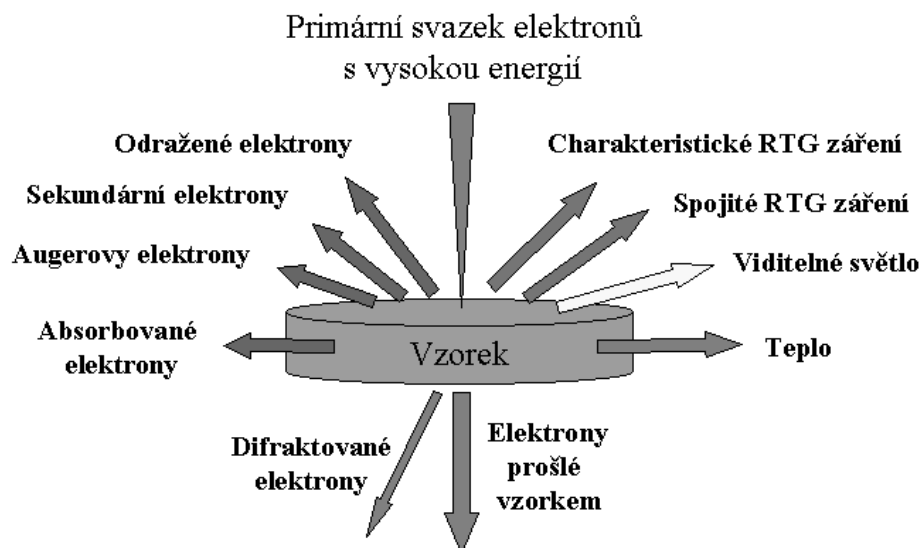 Primární svazek elektronů
s vysokou energií
Odražené elektrony
Charakteristické RTG záření
Sekundární elektrony
Spojité RTG záření
Augerovy elektrony
Viditelné světlo
Absorbované
elektrony
Vzorek
Teplo
Difraktované
elektrony
Elektrony
prošlé
vzorkem